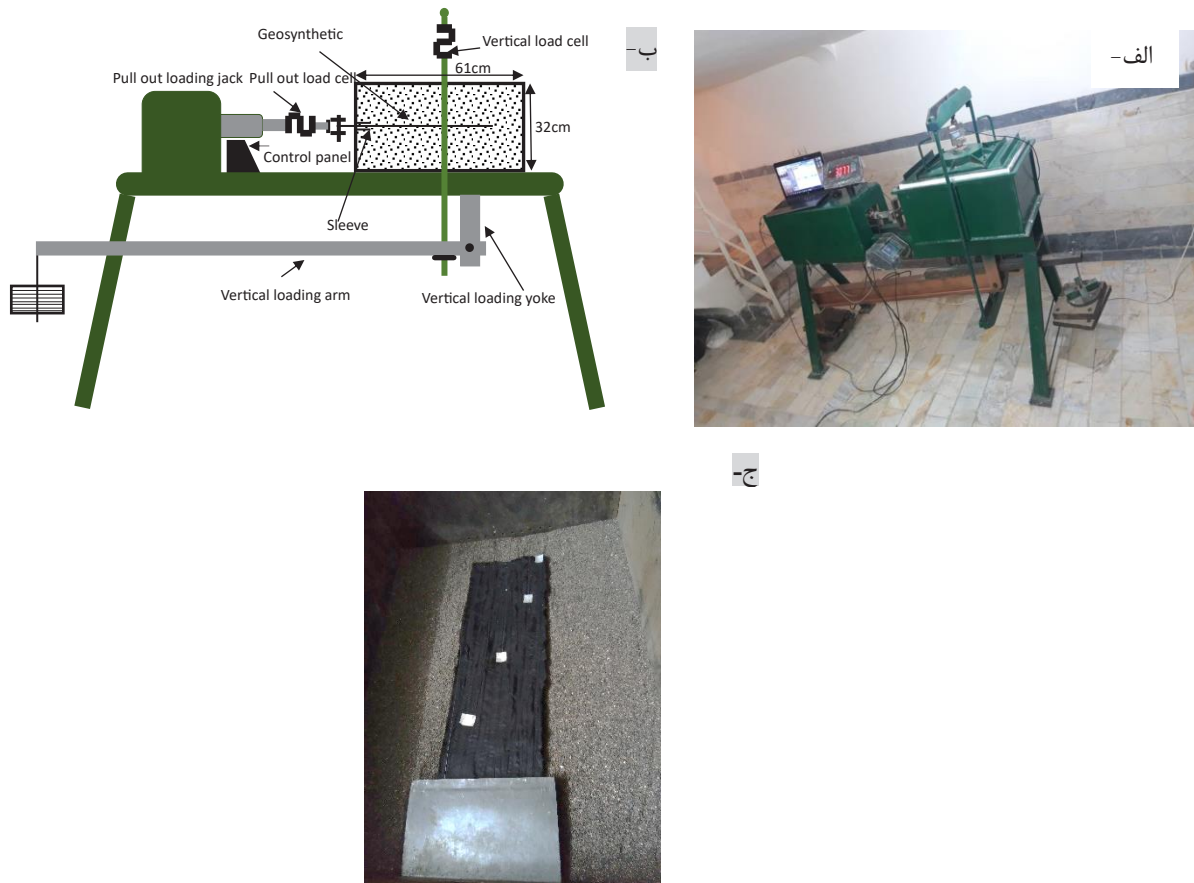 الف-
ب-
Geosynthetic
Vertical load cell
61cm
Pull out loading jack
Pull out load cell
32cm
Control panel
Sleeve
Vertical loading arm
Vertical loading yoke
ج-